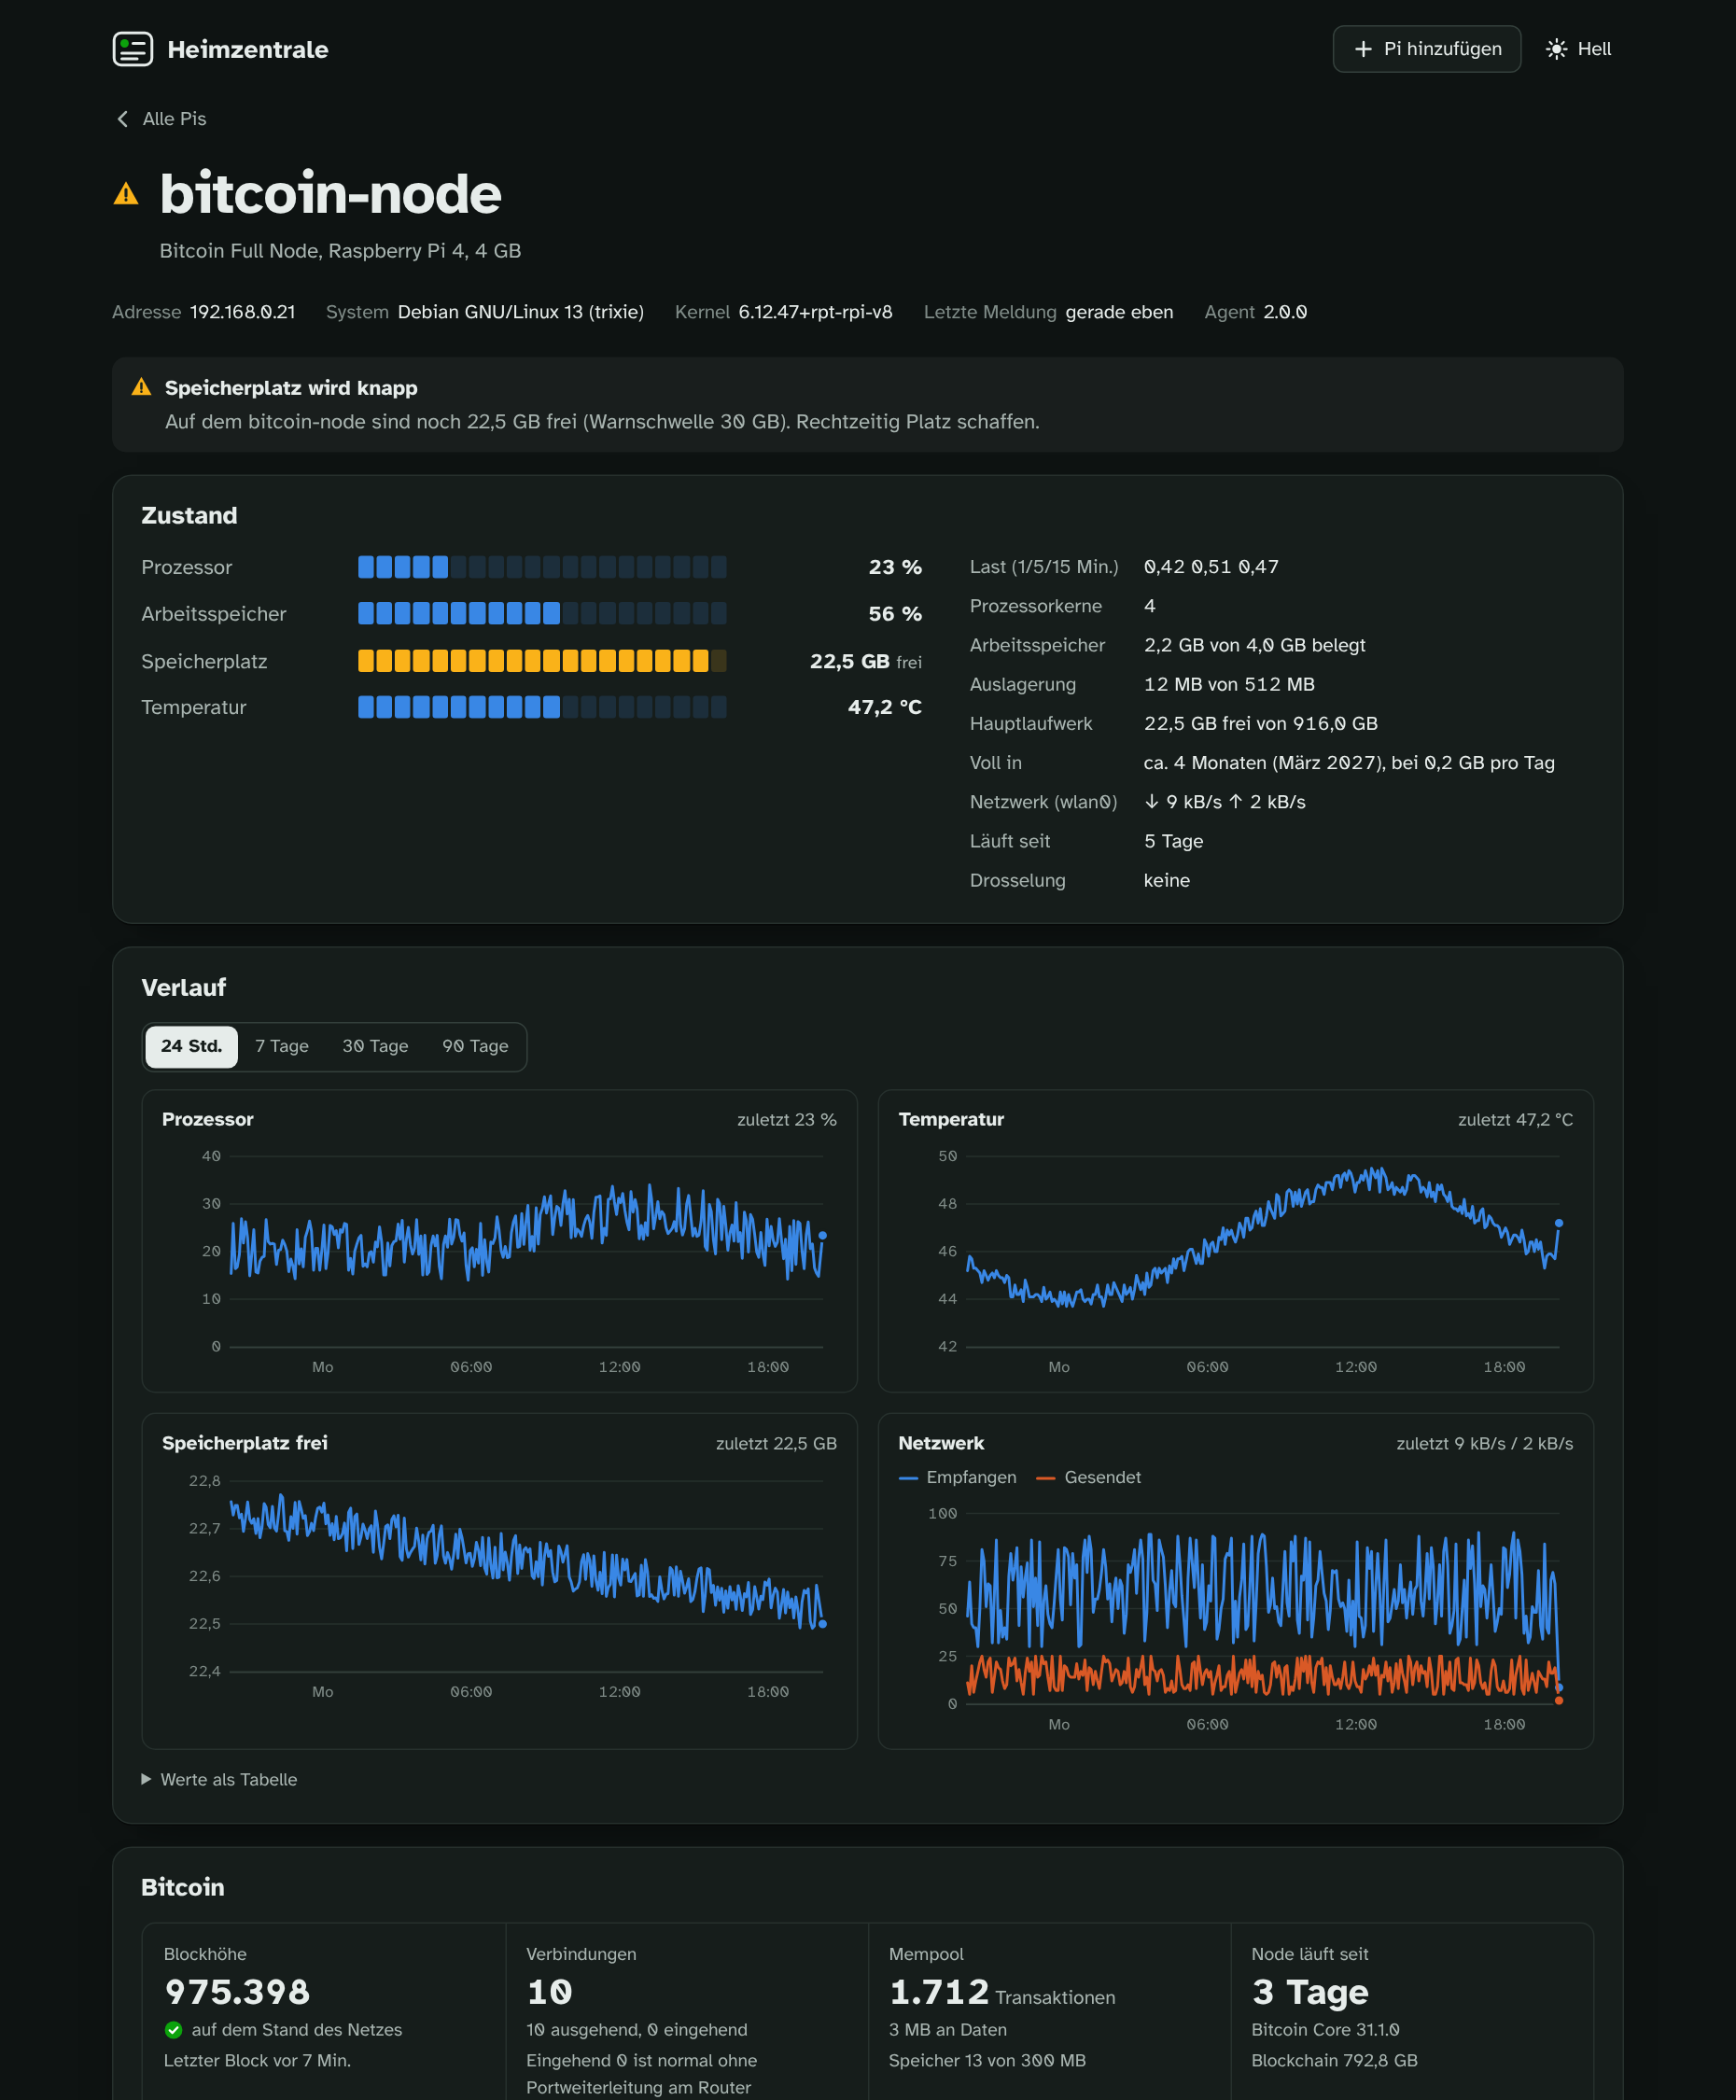 Heimzentrale
Pi hinzufügen
Hell
Alle Pis
bitcoin-node
Bitcoin Full Node, Raspberry Pi 4, 4 GB
Adresse 192.168.0.21 System Debian GNU/Linux 13 (trixie) Kernel 6.12.47+rpt-rpi-v8 Letzte Meldung gerade eben Agent 2.0.0
Speicherplatz wird knapp
Auf dem bitcoin-node sind noch 22,5 GB frei (Warnschwelle 30 GB). Rechtzeitig Platz schaffen.
Zustand
Prozessor 23 %
Arbeitsspeicher 56 %
Speicherplatz 22,5 GB frei
Temperatur 47,2 °C
Last (1/5/15 Min.) 0,42 0,51 0,47
Prozessorkerne 4
Arbeitsspeicher 2,2 GB von 4,0 GB belegt
Auslagerung 12 MB von 512 MB
Hauptlaufwerk 22,5 GB frei von 916,0 GB
Voll in ca. 4 Monaten (März 2027), bei 0,2 GB pro Tag
Netzwerk (wlan0) ↓ 9 kB/s ↑ 2 kB/s
Läuft seit 5 Tage
Drosselung keine
Verlauf
24 Std. 7 Tage 30 Tage 90 Tage
Prozessor zuletzt 23 %
40
30
20
10
0
Mo 06:00 12:00 18:00
Temperatur zuletzt 47,2 °C
50
48
46
44
42
Mo 06:00 12:00 18:00
Speicherplatz frei zuletzt 22,5 GB
22,8
22,7
22,6
22,5
22,4
Mo 06:00 12:00 18:00
Netzwerk zuletzt 9 kB/s / 2 kB/s
Empfangen Gesendet
100
75
50
25
0
Mo 06:00 12:00 18:00
Werte als Tabelle
Bitcoin
Blockhöhe
975.398
auf dem Stand des Netzes
Letzter Block vor 7 Min.
Verbindungen
10
10 ausgehend, 0 eingehend
Eingehend 0 ist normal ohne
Portweiterleitung am Router
Mempool
1.712 Transaktionen
3 MB an Daten
Speicher 13 von 300 MB
Node läuft seit
3 Tage
Bitcoin Core 31.1.0
Blockchain 792,8 GB